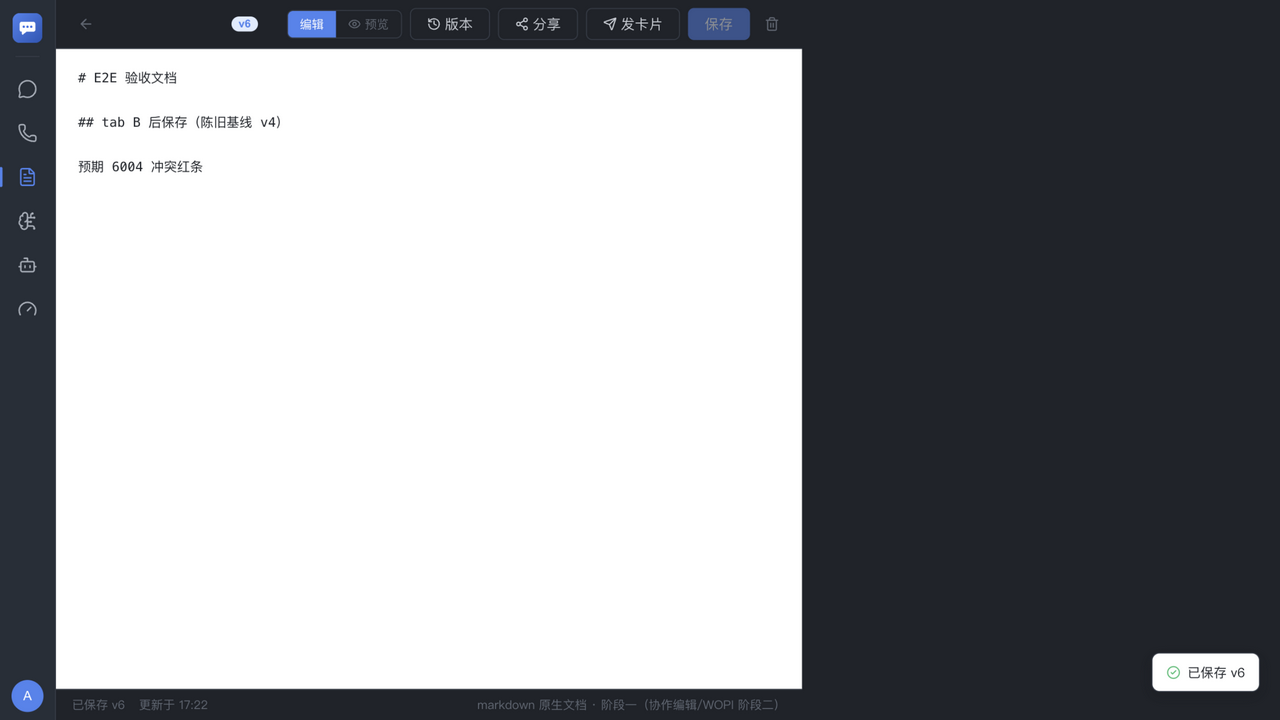 v6
编辑
预览
版本
分享
发卡片
保存
# E2E 验收文档
## tab B 后保存（陈旧基线 v4）
预期 6004 冲突红条
已保存 v6
A
已保存 v6 更新于 17:22
markdown 原生文档 · 阶段一（协作编辑/WOPI 阶段二）